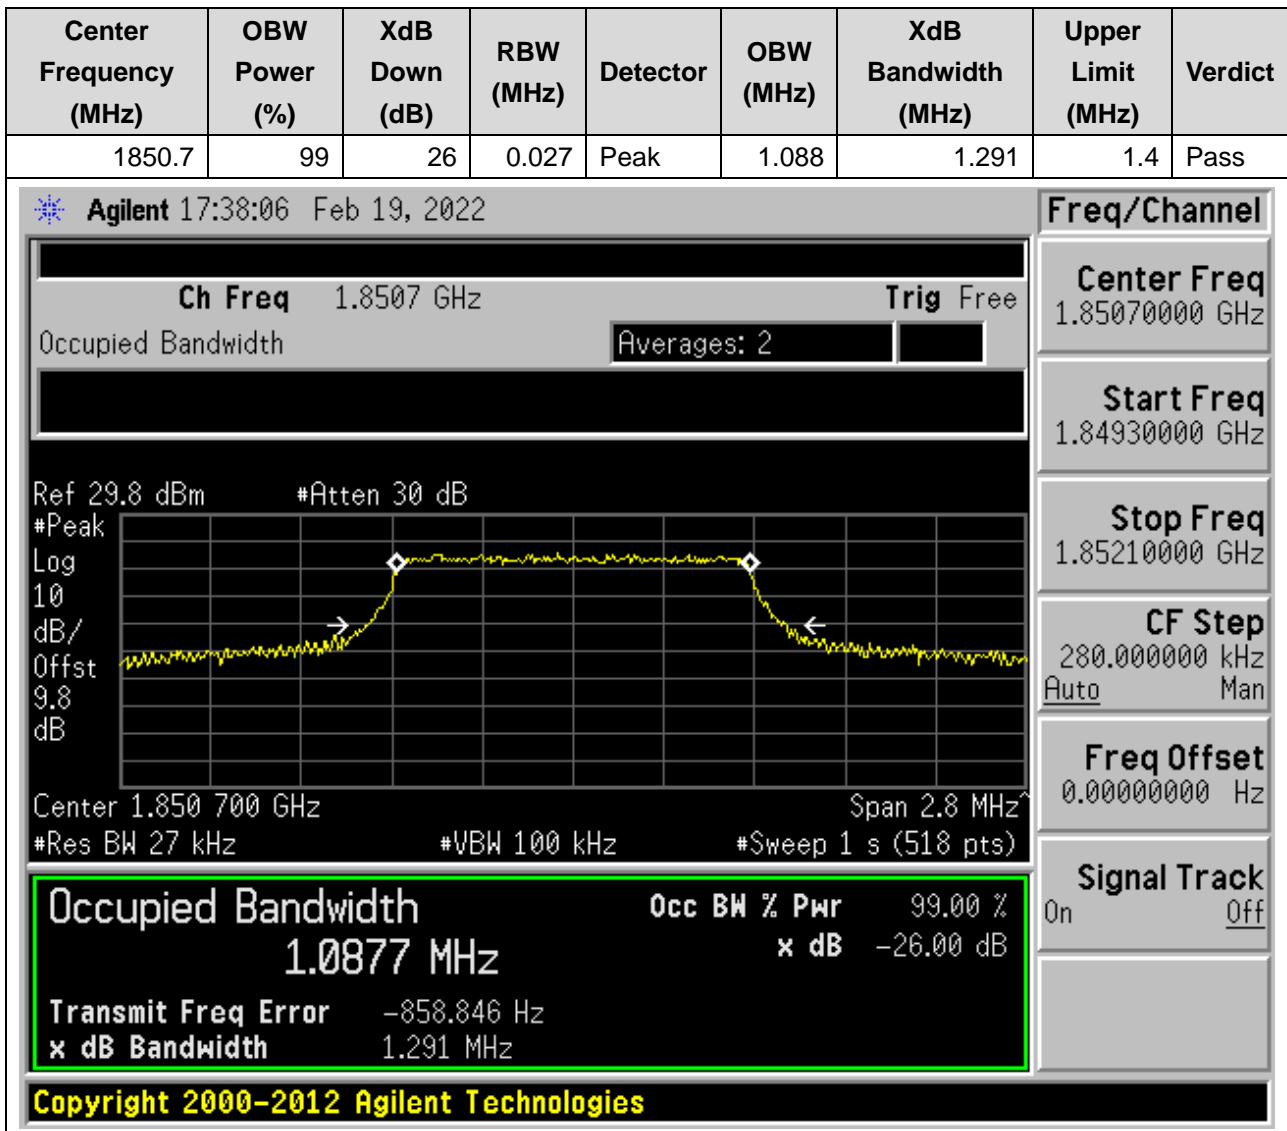 Center Frequency (MHz) OBW Power (%) XdB Down (dB) RBW (MHz) Detector OBW (MHz) XdB Bandwidth (MHz) Upper Limit (MHz) Verdict
1850.7 99 26 0.027 Peak 1.088 1.291 1.4 Pass
Agilent 17:38:06 Feb 19, 2022
Ch Freq 1.8507 GHz Trig Free
Occupied Bandwidth Averages: 2
Ref 29.8 dBm #Atten 30 dB
#Peak
Log
10
dB/
Offst
9.8
dB
Center 1.850 700 GHz Span 2.8 MHz^
#Res BW 27 kHz #VBW 100 kHz #Sweep 1 s (518 pts)
Occupied Bandwidth Occ BW % Pwr 99.00 %
1.0877 MHz x dB -26.00 dB
Transmit Freq Error -858.846 Hz
x dB Bandwidth 1.291 MHz
Freq/Channel
Center Freq
1.85070000 GHz
Start Freq
1.84930000 GHz
Stop Freq
1.85210000 GHz
CF Step
280.000000 kHz
Auto Man
Freq Offset
0.00000000 Hz
Signal Track
On Off
Copyright 2000-2012 Agilent Technologies